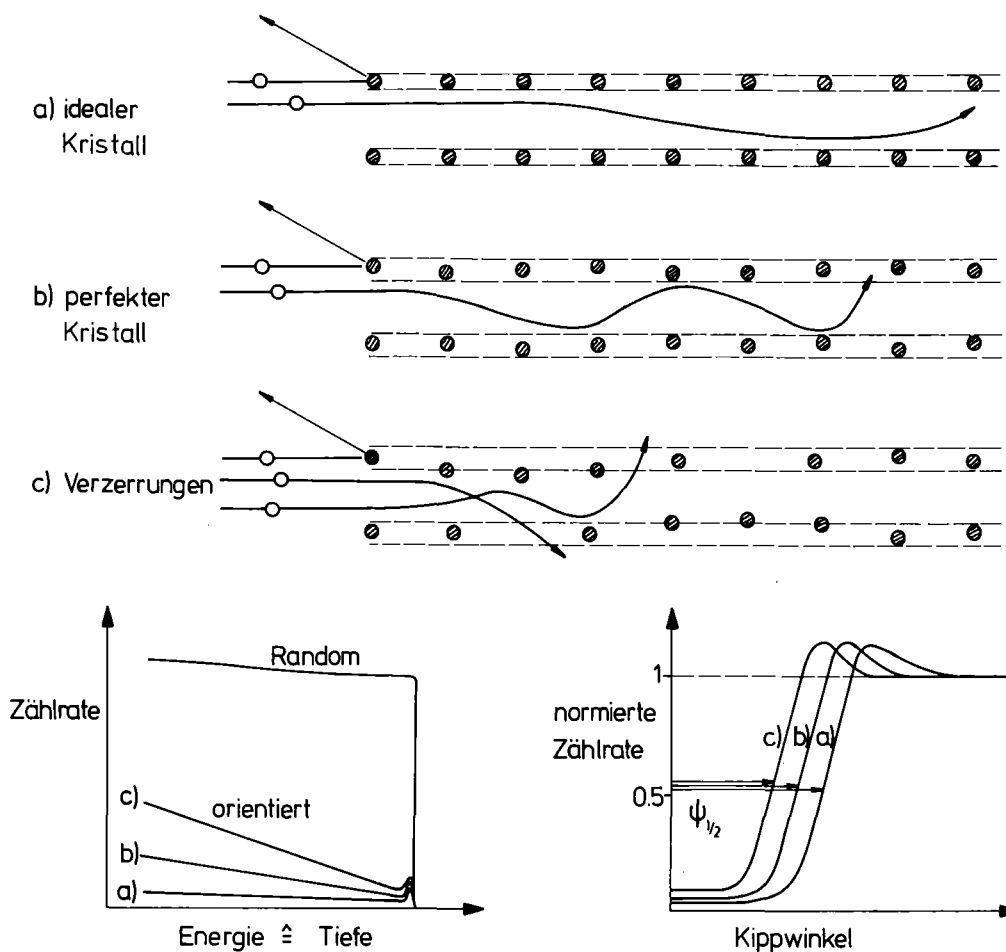 a) idealer
Kristall
b) perfekter
Kristall
c) Verzerrungen
Random
Zählrate
c)
orientiert
b)
a)
Energie ≙ Tiefe
1
normierte
Zählrate
c) b) a)
0.5
ψ1/2
Kippwinkel